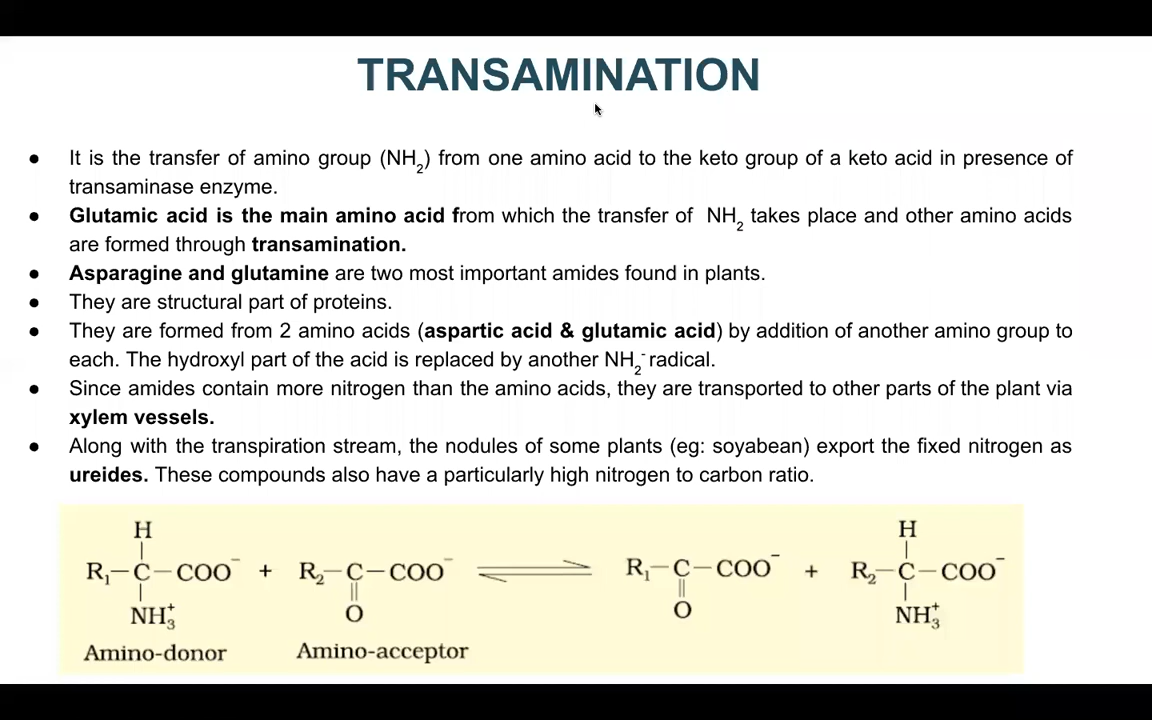 TRANSAMINATION
● It is the transfer of amino group (NH₂) from one amino acid to the keto group of a keto acid in presence of
transaminase enzyme.
● Glutamic acid is the main amino acid from which the transfer of NH₂ takes place and other amino acids
are formed through transamination.
● Asparagine and glutamine are two most important amides found in plants.
● They are structural part of proteins.
● They are formed from 2 amino acids (aspartic acid & glutamic acid) by addition of another amino group to
each. The hydroxyl part of the acid is replaced by another NH₂⁻ radical.
● Since amides contain more nitrogen than the amino acids, they are transported to other parts of the plant via
xylem vessels.
● Along with the transpiration stream, the nodules of some plants (eg: soyabean) export the fixed nitrogen as
ureides. These compounds also have a particularly high nitrogen to carbon ratio.
H H
R₁—C—COO⁻ + R₂—C—COO⁻ ⇌ R₁—C—COO⁻ + R₂—C—COO⁻
NH₃⁺ O O NH₃⁺
Amino-donor Amino-acceptor